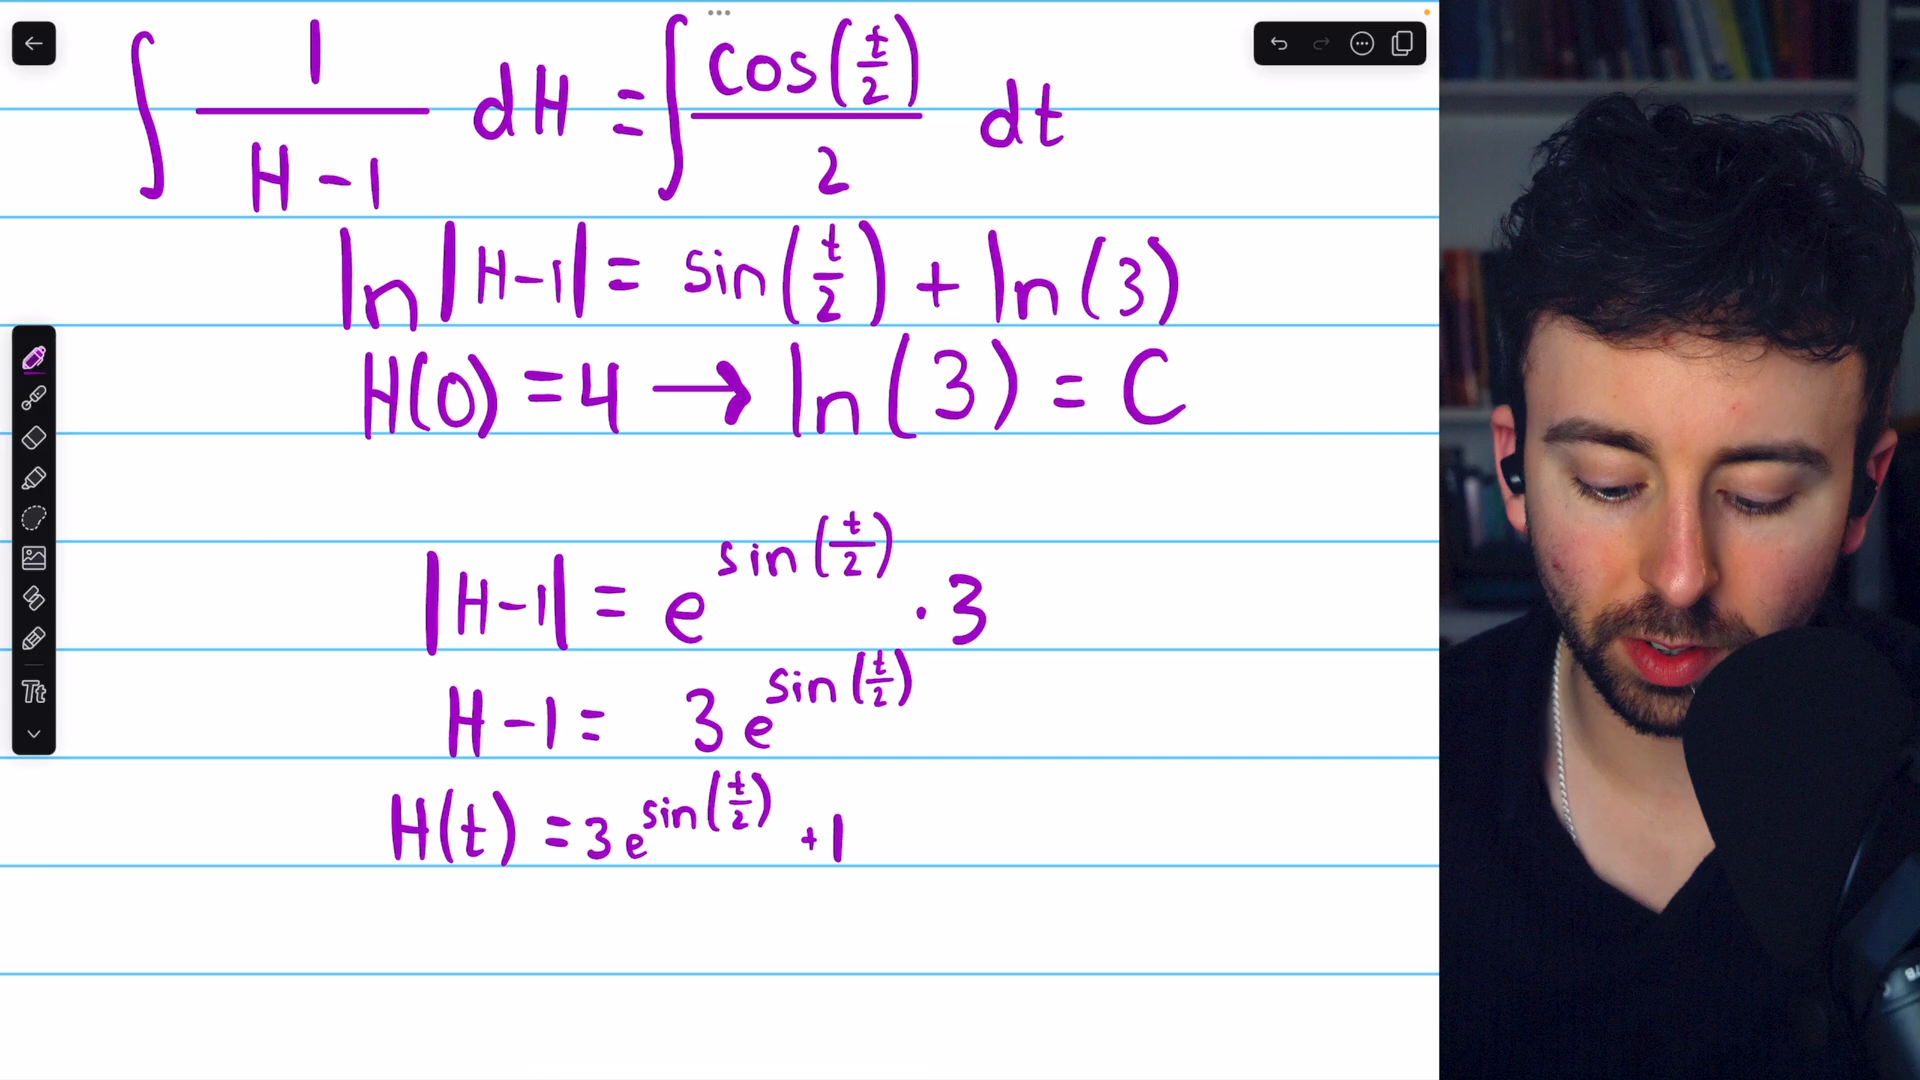 ∫ 1/(H-1) dH = ∫ cos(t/2)/2 dt
ln|H-1| = sin(t/2) + ln(3)
H(0) = 4 → ln(3) = C
|H-1| = e^sin(t/2) · 3
H-1 = 3e^sin(t/2)
H(t) = 3e^sin(t/2) +1
Tt